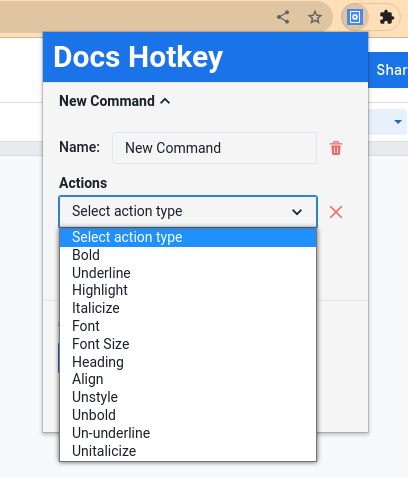 Docs Hotkey
Shar
New Command
Name: New Command
Actions
Select action type
Select action type
Bold
Underline
Highlight
Italicize
Font
Font Size
Heading
Align
Unstyle
Unbold
Un-underline
Unitalicize